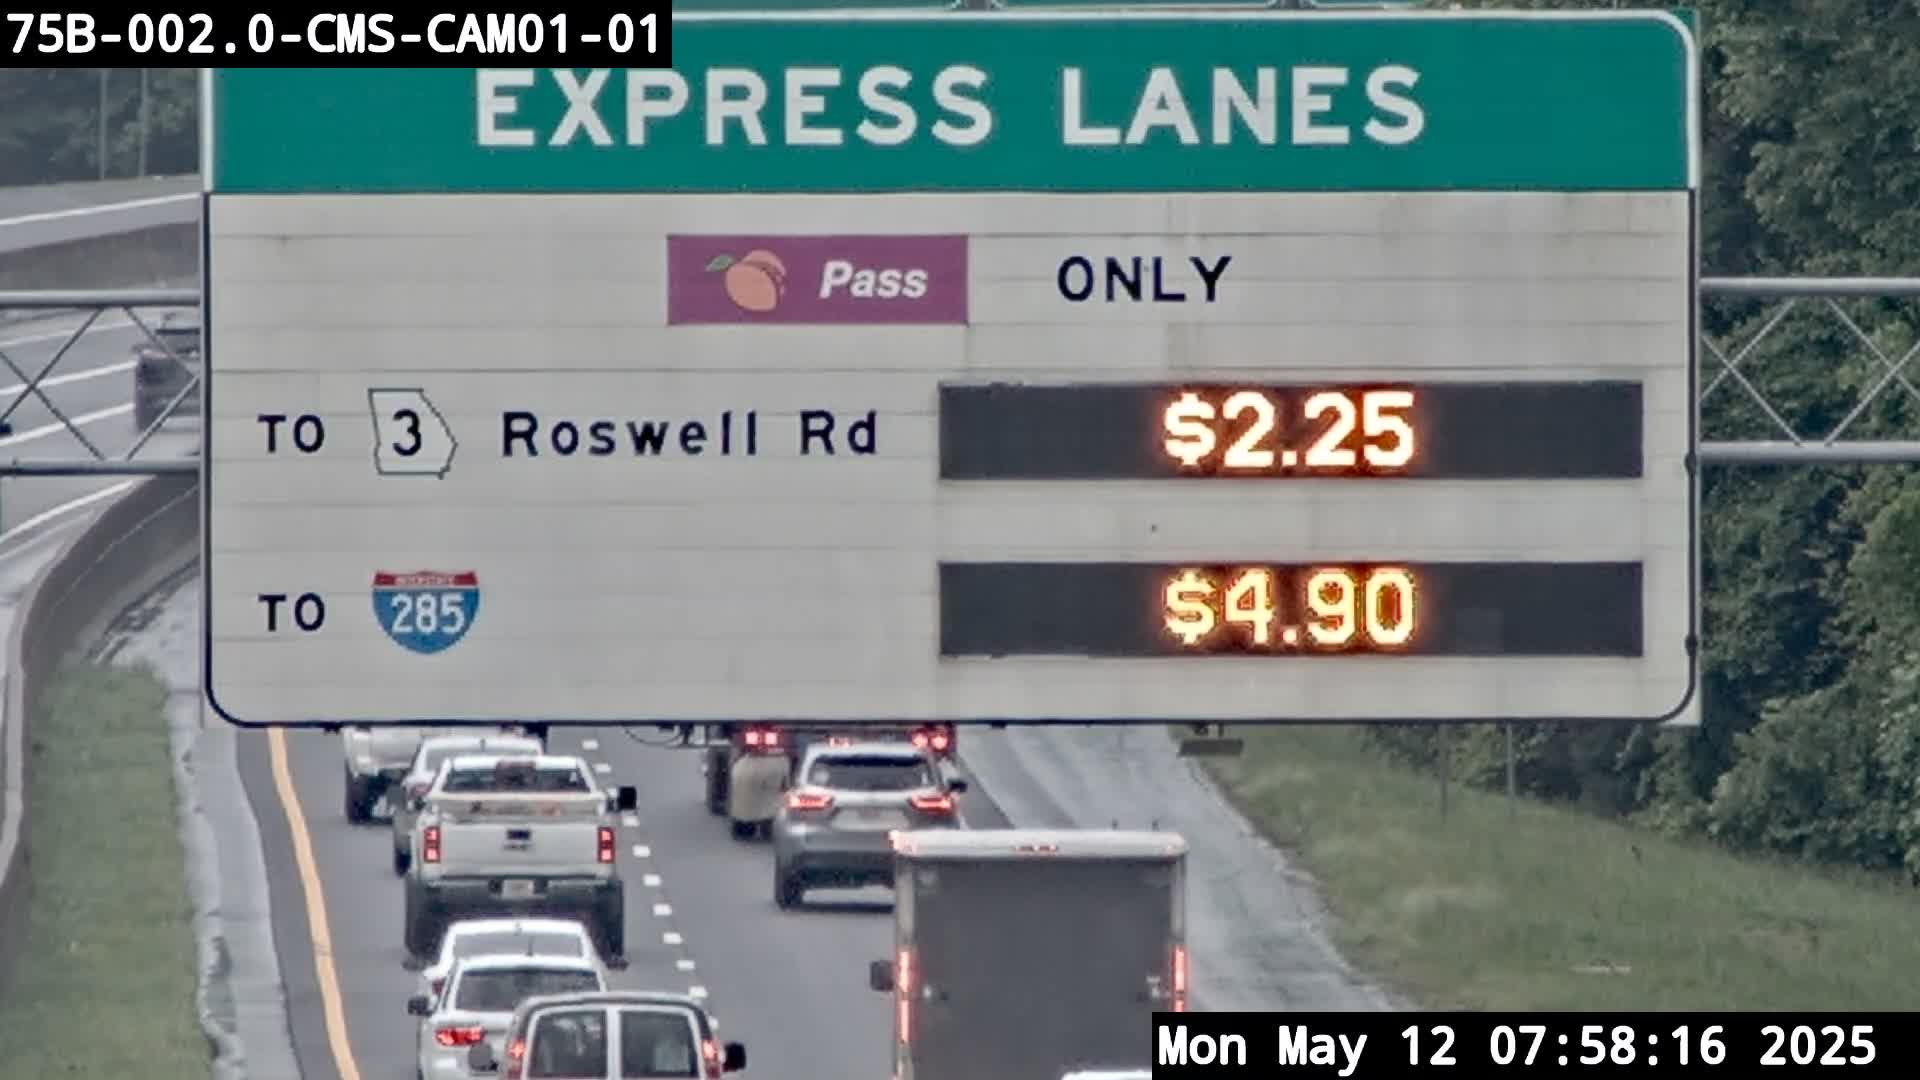 75B-002.0-CMS-CAM01-01
EXPRESS LANES
Pass ONLY
TO 3 Roswell Rd $2.25
TO INTERSTATE 285 $4.90
Mon May 12 07:58:16 2025